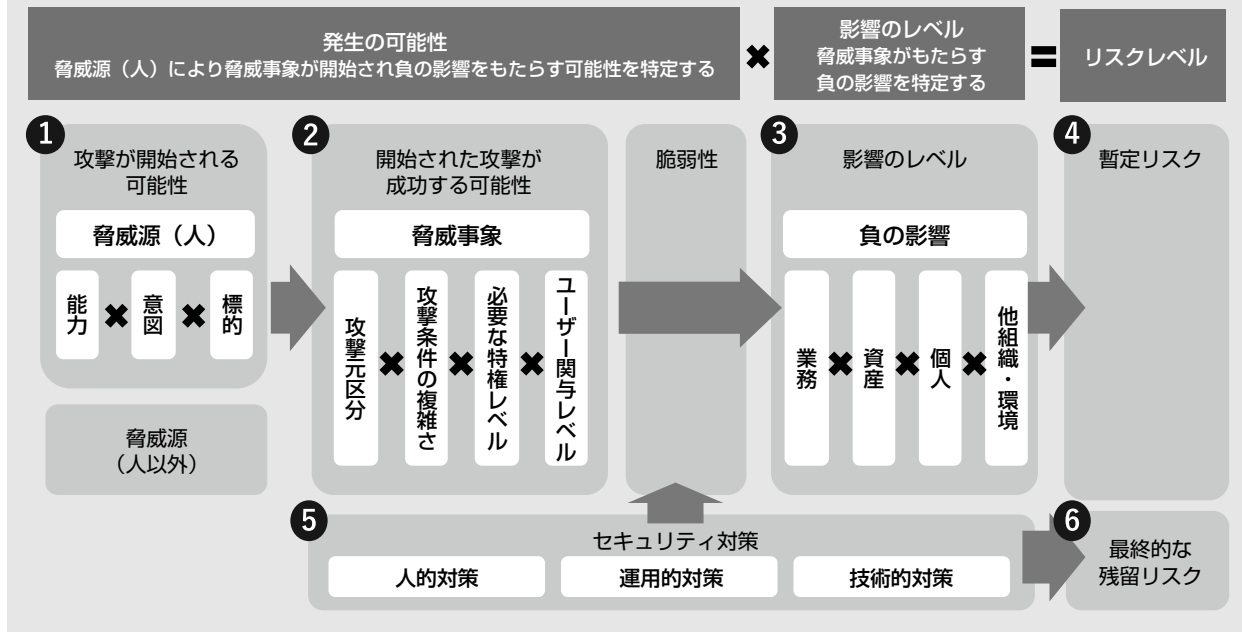 発生の可能性
脅威源（人）により脅威事象が開始され負の影響をもたらす可能性を特定する
✖
影響のレベル
脅威事象がもたらす
負の影響を特定する
=
リスクレベル
1
攻撃が開始される
可能性
脅威源（人）
能力
✖
意図
✖
標的
脅威源
（人以外）
2
開始された攻撃が
成功する可能性
脅威事象
攻撃元区分
✖
攻撃条件の複雑さ
✖
必要な特権レベル
✖
ユーザー関与レベル
脆弱性
3
影響のレベル
負の影響
業務
✖
資産
✖
個人
✖
他組織・環境
4
暫定リスク
5
セキュリティ対策
人的対策
運用的対策
技術的対策
6
最終的な
残留リスク